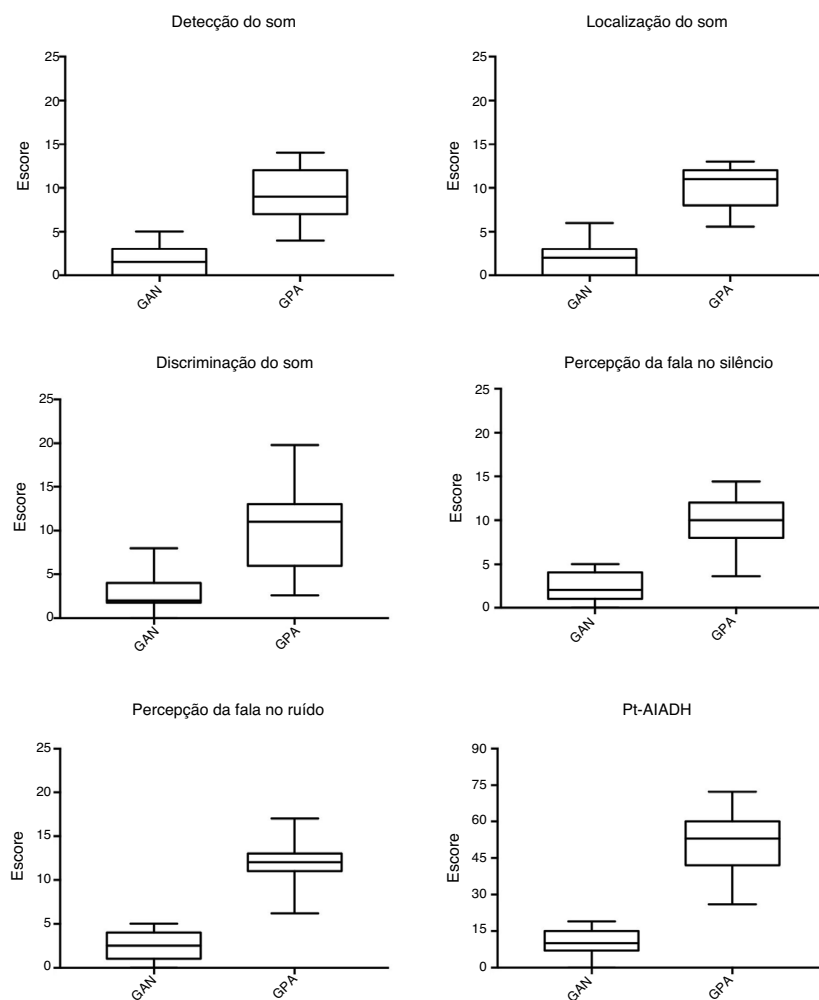 Detecção do som
25
20
15
10
5
0
Escore
GAN
GPA
Localização do som
25
20
15
10
5
0
Escore
GAN
GPA
Discriminação do som
25
20
15
10
5
0
Escore
GAN
GPA
Percepção da fala no silêncio
25
20
15
10
5
0
Escore
GAN
GPA
Percepção da fala no ruído
25
20
15
10
5
0
Escore
GAN
GPA
Pt-AIADH
90
75
60
45
30
15
0
Escore
GAN
GPA